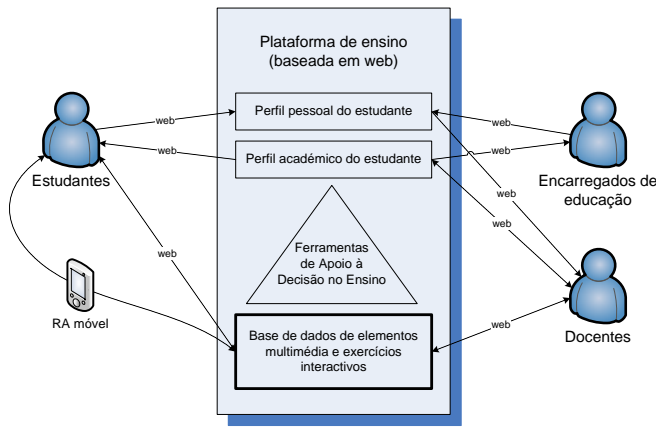 Plataforma de ensino
(baseada em web)
Perfil pessoal do estudante
Perfil académico do estudante
Ferramentas
de Apoio à
Decisão no Ensino
Base de dados de elementos
multimédia e exercícios
interactivos
Estudantes
RA móvel
Encarregados de
educação
Docentes
web
web
web
web
web
web
web
web